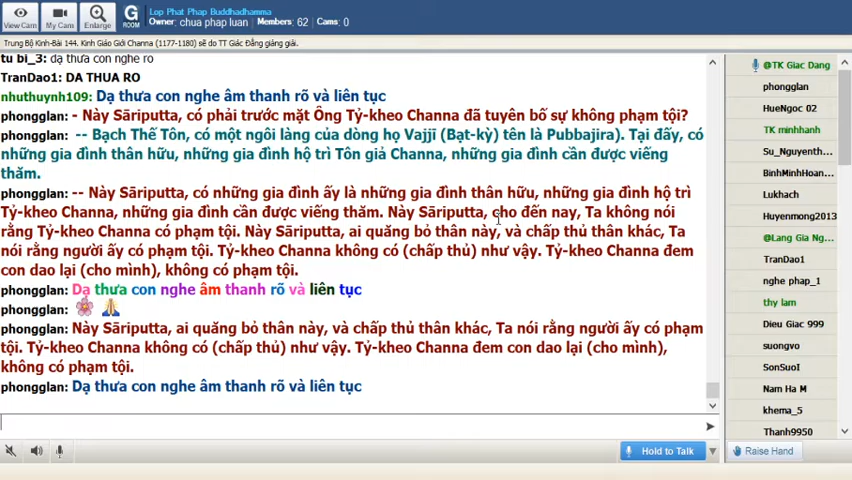 View Cam
My Cam
Enlarge
G
ROOM
Lop Phat Phap Buddhadhamma
Owner: chua phap luan
Members: 62
Cams: 0
Trung Bộ Kinh-Bài 144. Kinh Giáo Giới Channa (1177-1180) sẽ do TT Giác Đẳng giảng giải.
tu bi_3: dạ thưa con nghe ro
TranDao1: DA THUA RO
nhuthuynh109: Dạ thưa con nghe âm thanh rõ và liên tục
phongglan: - Này Sāriputta, có phải trước mặt Ông Tỷ-kheo Channa đã tuyên bố sự không phạm tội?
phongglan: -- Bạch Thế Tôn, có một ngôi làng của dòng họ Vajjī (Bạt-kỳ) tên là Pubbajira). Tại đấy, có
những gia đình thân hữu, những gia đình hộ trì Tôn giả Channa, những gia đình cần được viếng
thăm.
phongglan: -- Này Sāriputta, có những gia đình ấy là những gia đình thân hữu, những gia đình hộ trì
Tỷ-kheo Channa, những gia đình cần được viếng thăm. Này Sāriputta, cho đến nay, Ta không nói
rằng Tỷ-kheo Channa có phạm tội. Này Sāriputta, ai quăng bỏ thân này, và chấp thủ thân khác, Ta
nói rằng người ấy có phạm tội. Tỷ-kheo Channa không có (chấp thủ) như vậy. Tỷ-kheo Channa đem
con dao lại (cho mình), không có phạm tội.
phongglan: Dạ thưa con nghe âm thanh rõ và liên tục
phongglan:
phongglan: Này Sāriputta, ai quăng bỏ thân này, và chấp thủ thân khác, Ta nói rằng người ấy có phạm
tội. Tỷ-kheo Channa không có (chấp thủ) như vậy. Tỷ-kheo Channa đem con dao lại (cho mình),
không có phạm tội.
phongglan: Dạ thưa con nghe âm thanh rõ và liên tục
Hold to Talk
@TK Giac Dang
phongglan
HueNgoc 02
TK minhhanh
Su_Nguyenth...
BinhMinhHoan...
Lukhach
Huyenmong2013
@Lang Gia Ng...
TranDao1
nghe phap_1
thy lam
Dieu Giac 999
suongvo
SonSuoI
Nam Ha M
khema_5
Thanh9950
Raise Hand